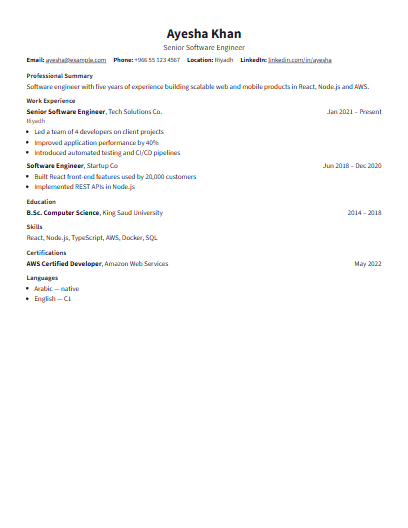 Ayesha Khan
Senior Software Engineer
Email: ayesha@example.com Phone: +966 55 123 4567 Location: Riyadh LinkedIn: linkedin.com/in/ayesha
Professional Summary
Software engineer with five years of experience building scalable web and mobile products in React, Node.js and AWS.
Work Experience
Senior Software Engineer, Tech Solutions Co. Jan 2021 – Present
Riyadh
• Led a team of 4 developers on client projects
• Improved application performance by 40%
• Introduced automated testing and CI/CD pipelines
Software Engineer, Startup Co Jun 2018 – Dec 2020
• Built React front-end features used by 20,000 customers
• Implemented REST APIs in Node.js
Education
B.Sc. Computer Science, King Saud University 2014 – 2018
Skills
React, Node.js, TypeScript, AWS, Docker, SQL
Certifications
AWS Certified Developer, Amazon Web Services May 2022
Languages
• Arabic — native
• English — C1